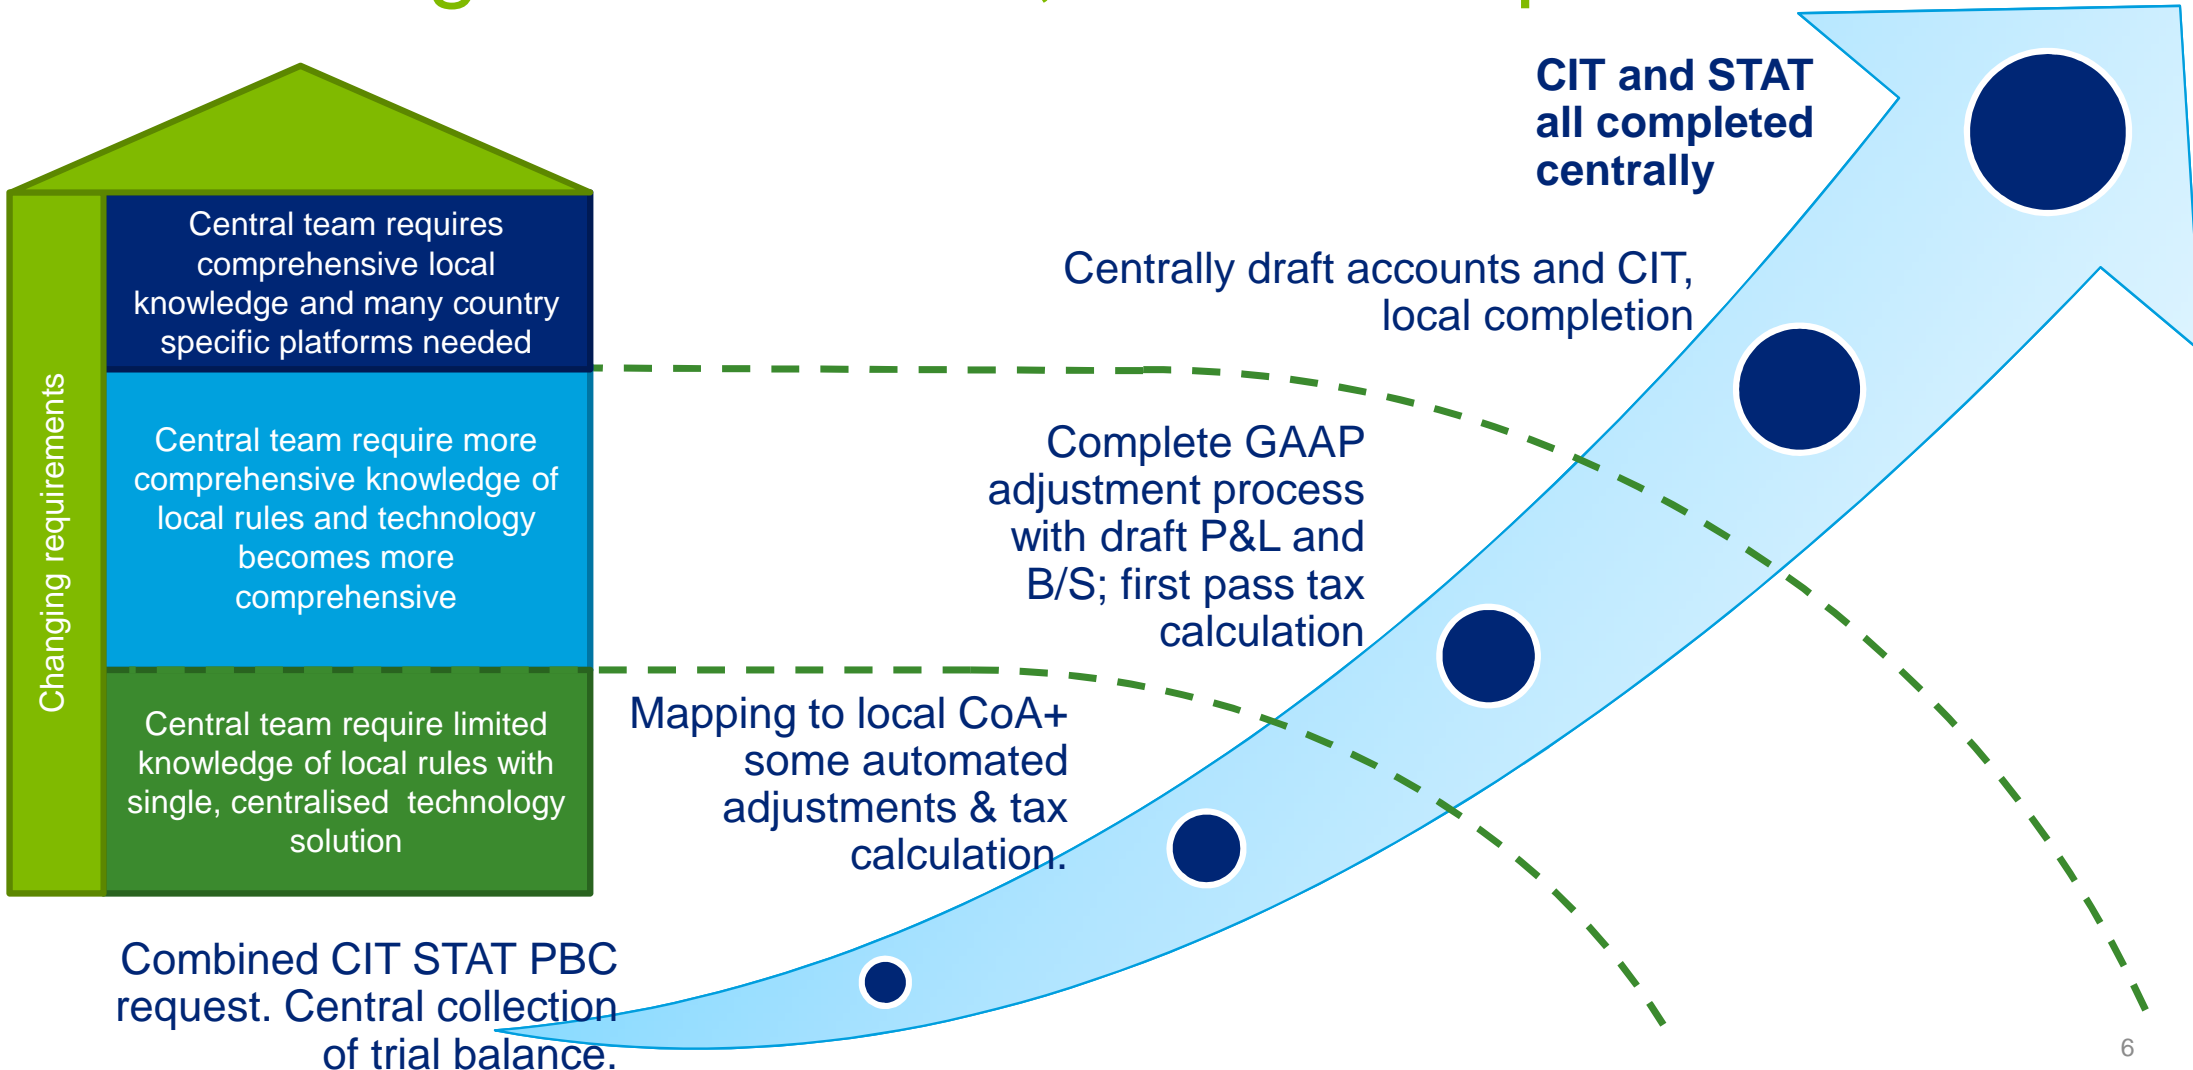 CIT and STAT
all completed
centrally
Central team requires
comprehensive local
knowledge and many country
specific platforms needed
Centrally draft accounts and CIT,
local completion
Changing requirements
Central team require more
comprehensive knowledge of
local rules and technology
becomes more
comprehensive
Complete GAAP
adjustment process
with draft P&L and
B/S; first pass tax
calculation
Central team require limited
knowledge of local rules with
single, centralised  technology
solution
Mapping to local CoA+
some automated
adjustments & tax
calculation.
Combined CIT STAT PBC
request. Central collection
of trial balance.
6